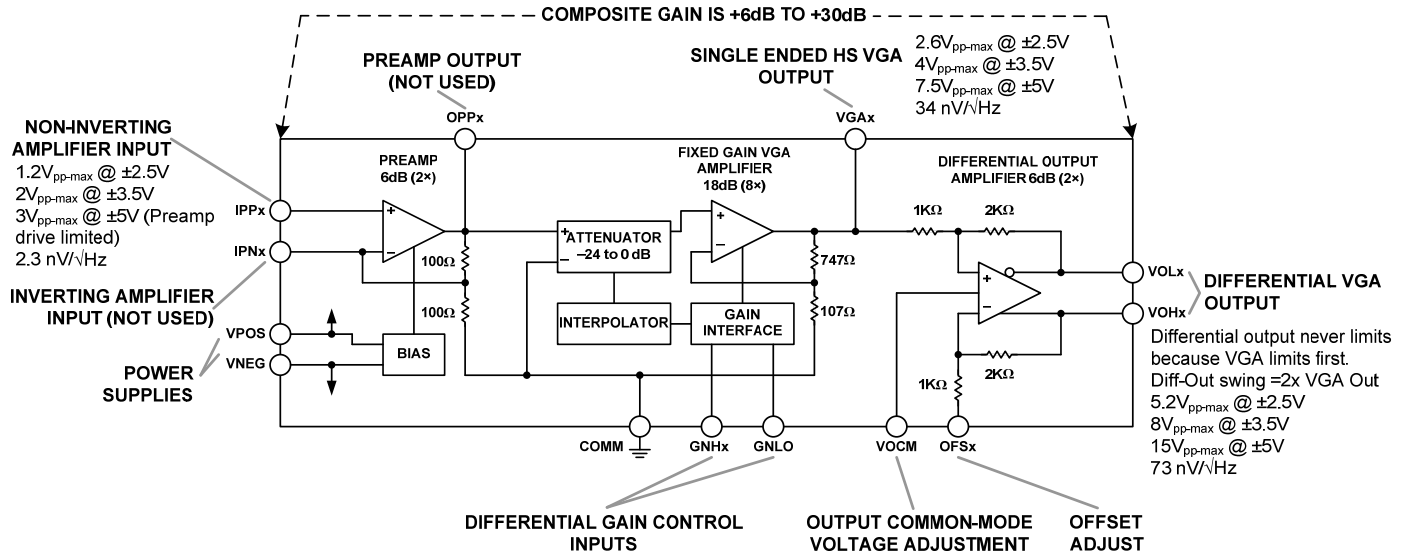 COMPOSITE GAIN IS +6dB TO +30dB
PREAMP OUTPUT
(NOT USED)
SINGLE ENDED HS VGA
OUTPUT
2.6Vpp-max @ ±2.5V
4Vpp-max @ ±3.5V
7.5Vpp-max @ ±5V
34 nV/√Hz
OPPx
VGAx
NON-INVERTING
AMPLIFIER INPUT
1.2Vpp-max @ ±2.5V
2Vpp-max @ ±3.5V
3Vpp-max @ ±5V (Preamp
drive limited)
2.3 nV/√Hz
INVERTING AMPLIFIER
INPUT (NOT USED)
POWER
SUPPLIES
IPPx
IPNx
VPOS
VNEG
PREAMP
6dB (2×)
+
−
100Ω
100Ω
BIAS
+
−
ATTENUATOR
–24 to 0 dB
INTERPOLATOR
FIXED GAIN VGA
AMPLIFIER
18dB (8×)
+
−
GAIN
INTERFACE
747Ω
107Ω
DIFFERENTIAL OUTPUT
AMPLIFIER 6dB (2×)
1KΩ
2KΩ
+
−
1KΩ
2KΩ
VOLx
VOHx
DIFFERENTIAL VGA
OUTPUT
Differential output never limits
because VGA limits first.
Diff-Out swing =2x VGA Out
5.2Vpp-max @ ±2.5V
8Vpp-max @ ±3.5V
15Vpp-max @ ±5V
73 nV/√Hz
COMM
GNHx
GNLO
VOCM
OFSx
DIFFERENTIAL GAIN CONTROL
INPUTS
OUTPUT COMMON-MODE
VOLTAGE ADJUSTMENT
OFFSET
ADJUST